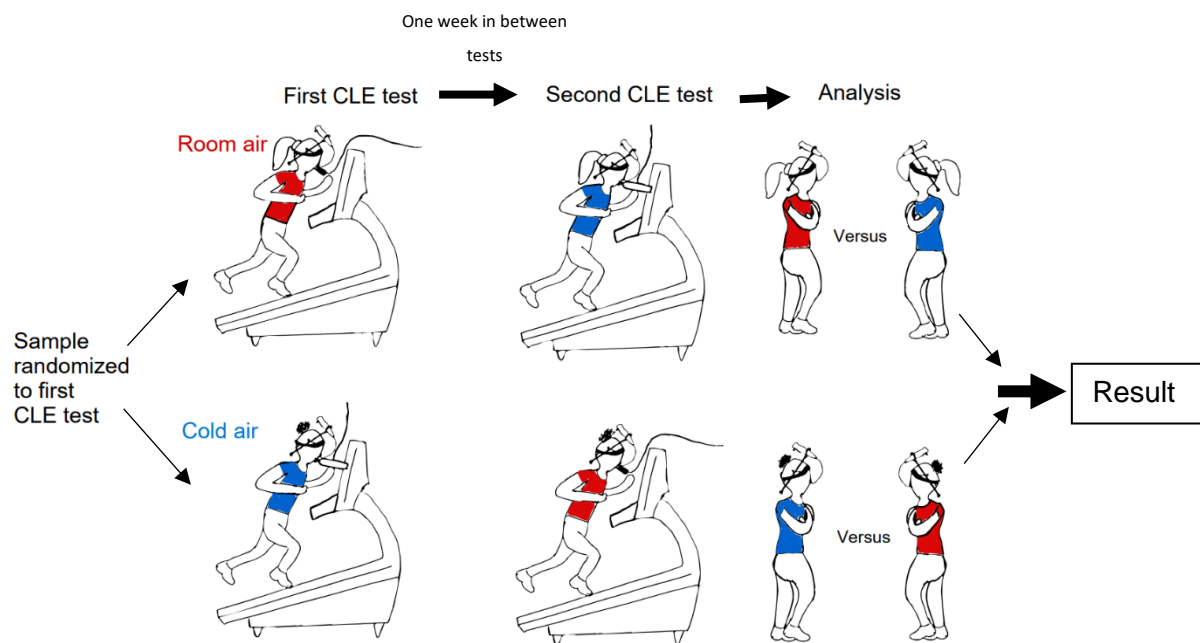 One week in between
tests
First CLE test
Second CLE test
Analysis
Room air
Versus
Sample
randomized
to first
CLE test
Result
Cold air
Versus